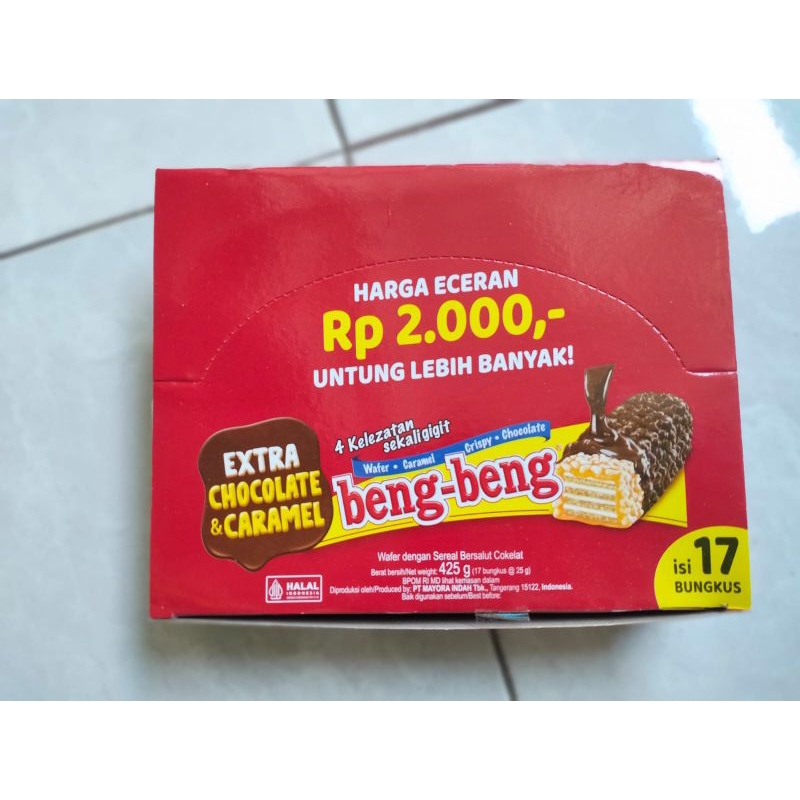 HARGA ECERAN
Rp 2.000,-
UNTUNG LEBIH BANYAK!
4 Kelezatan
sekali gigit
Wafer • Caramel Crispy • Chocolate
beng-beng
EXTRA
CHOCOLATE
& CARAMEL
Wafer dengan Sereal Bersalut Cokelat
Berat bersih/Net weight: 425 g (17 bungkus @ 25 g)
BPOM RI MD lihat kemasan dalam
Diproduksi oleh/Produced by: PT MAYORA INDAH Tbk., Tangerang 15122, Indonesia.
Baik digunakan sebelum/Best before:
HALAL
INDONESIA
isi 17
BUNGKUS